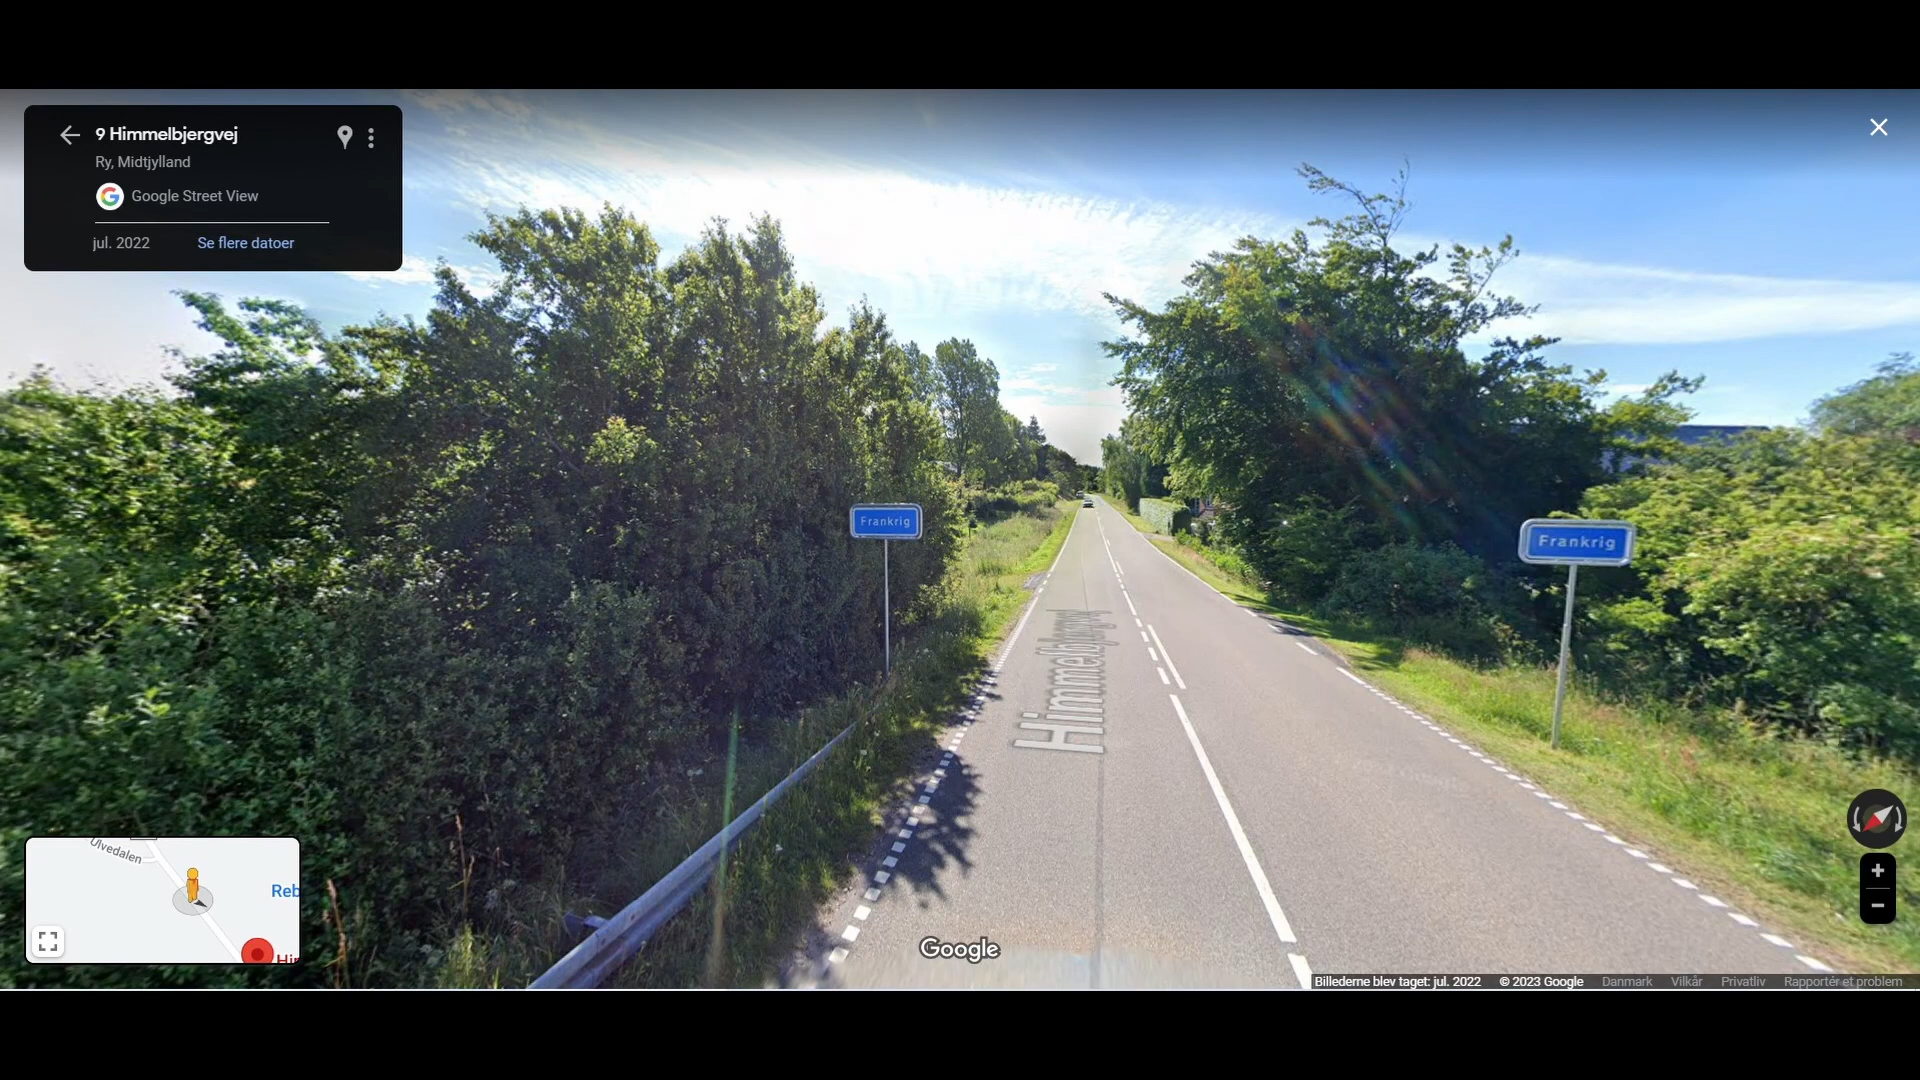 9 Himmelbjergvej
Ry, Midtjylland
Google Street View
jul. 2022
Se flere datoer
Frankrig
Frankrig
Himmelbjergvej
Ulvedalen
Reb
Hir
Google
Billederne blev taget: jul. 2022 © 2023 Google Danmark Vilkår Privatliv Rapportér et problem